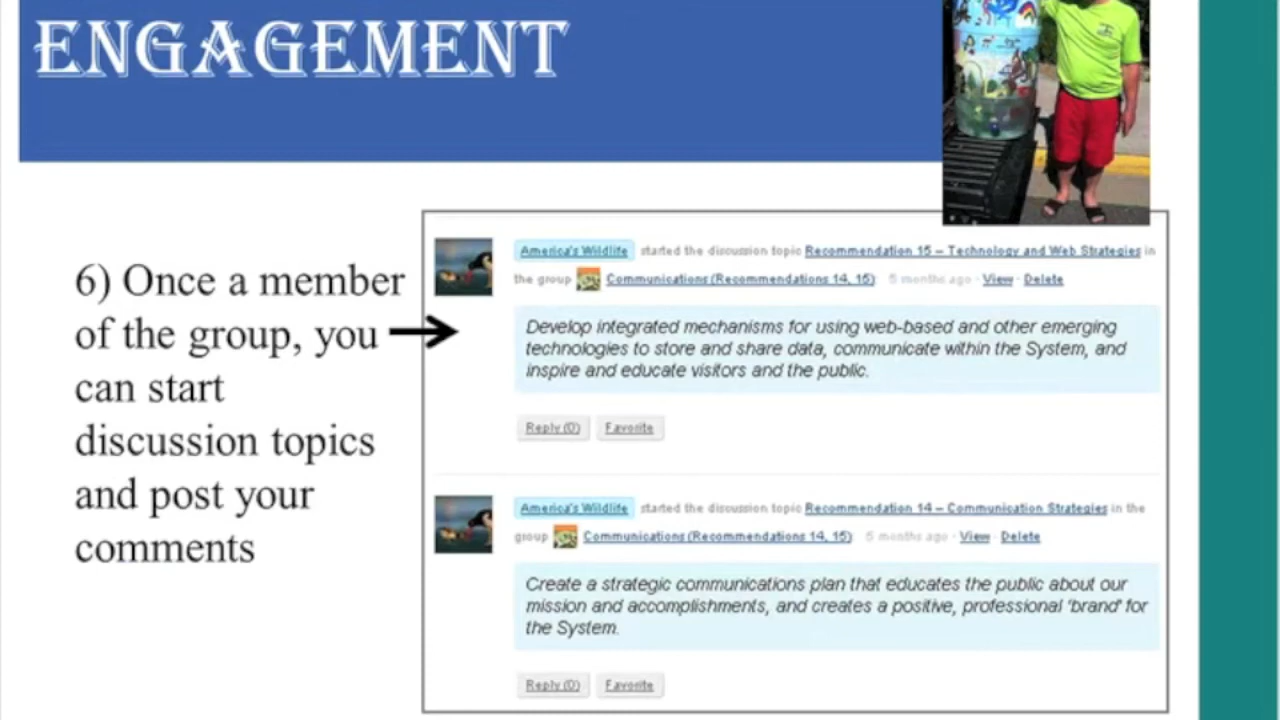 ENGAGEMENT
6) Once a member
of the group, you
can start
discussion topics
and post your
comments
America's Wildlife started the discussion topic Recommendation 15 – Technology and Web Strategies in
the group Communications (Recommendations 14, 15) 5 months ago · View · Delete
Develop integrated mechanisms for using web-based and other emerging
technologies to store and share data, communicate within the System, and
inspire and educate visitors and the public.
Reply (0) Favorite
America's Wildlife started the discussion topic Recommendation 14 – Communication Strategies in the
group Communications (Recommendations 14, 15) 5 months ago · View · Delete
Create a strategic communications plan that educates the public about our
mission and accomplishments, and creates a positive, professional 'brand' for
the System.
Reply (0) Favorite